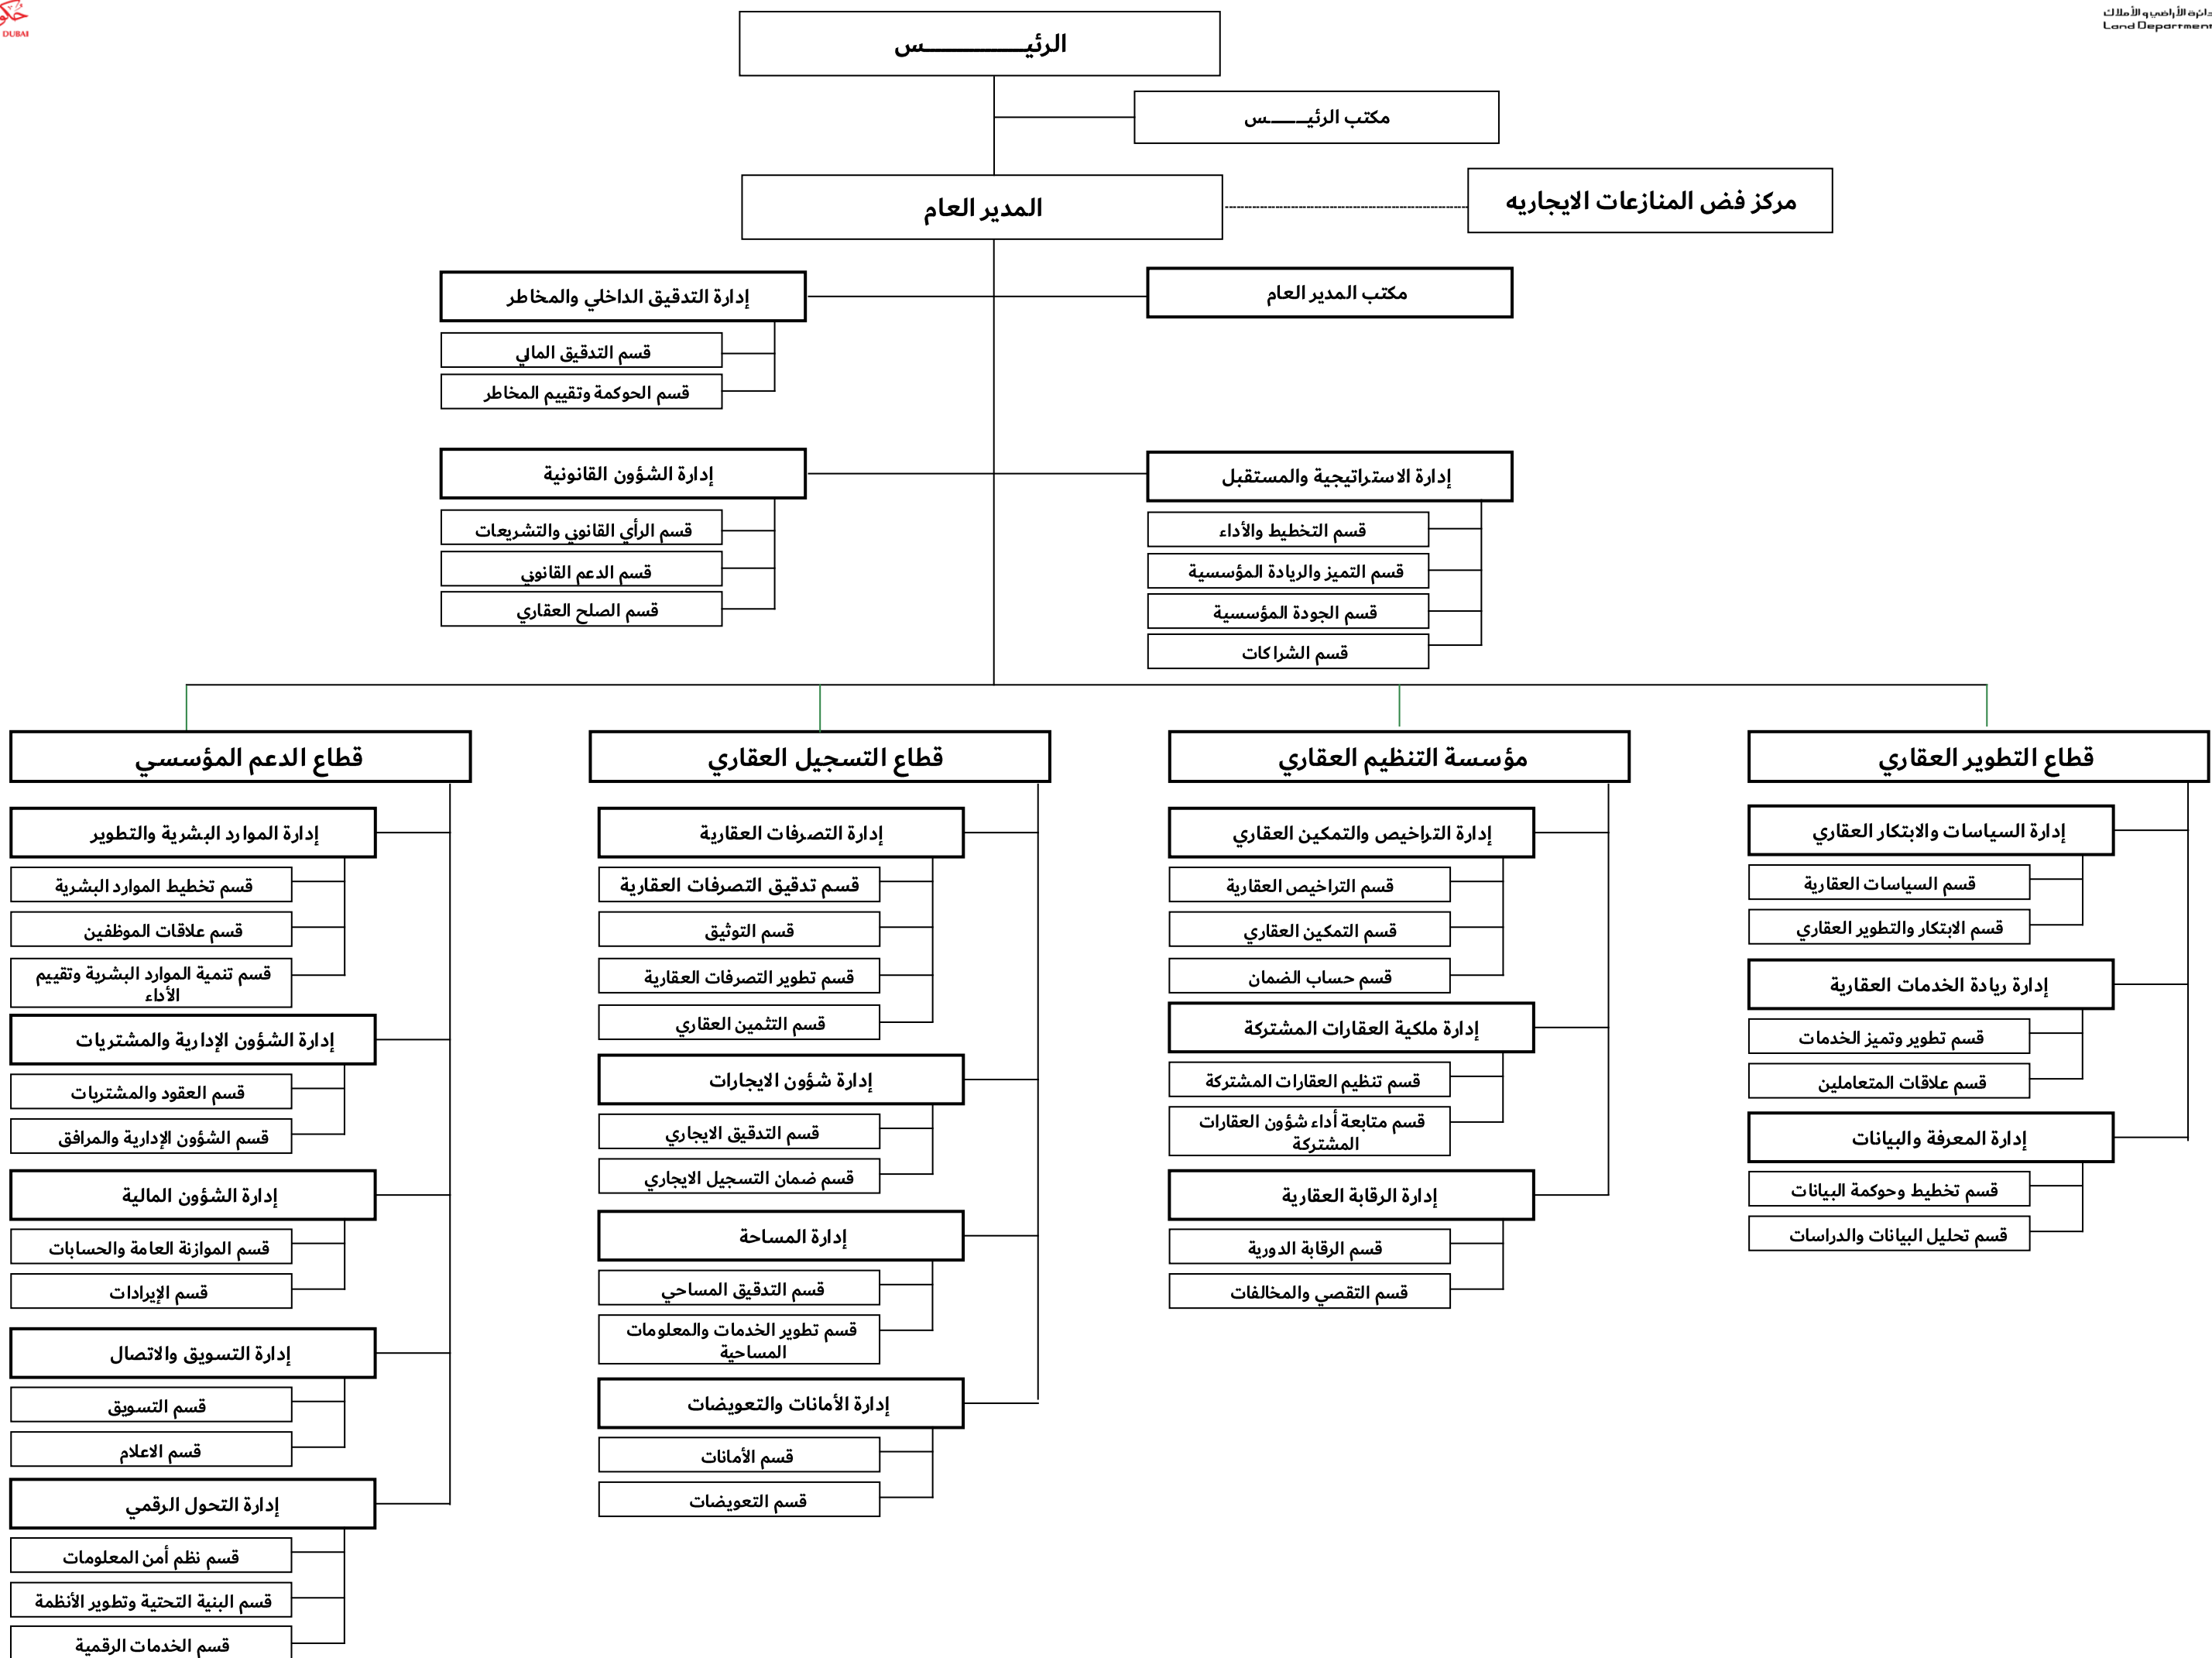 دائرة الأراضي والأملاك
Land Department
DUBAI
الرئيـــــــــــــــس
مكتب الرئيـــــــس
المدير العام
مركز فض المنازعات الايجاريه
مكتب المدير العام
إدارة التدقيق الداخلي والمخاطر
قسم التدقيق المالي
قسم الحوكمة وتقييم المخاطر
إدارة الاستراتيجية والمستقبل
قسم التخطيط والأداء
قسم التميز والريادة المؤسسية
قسم الجودة المؤسسية
قسم الشراكات
إدارة الشؤون القانونية
قسم الرأي القانوني والتشريعات
قسم الدعم القانوني
قسم الصلح العقاري
قطاع التطوير العقاري
إدارة السياسات والابتكار العقاري
قسم السياسات العقارية
قسم الابتكار والتطوير العقاري
إدارة ريادة الخدمات العقارية
قسم تطوير وتميز الخدمات
قسم علاقات المتعاملين
إدارة المعرفة والبيانات
قسم تخطيط وحوكمة البيانات
قسم تحليل البيانات والدراسات
مؤسسة التنظيم العقاري
إدارة التراخيص والتمكين العقاري
قسم التراخيص العقارية
قسم التمكين العقاري
قسم حساب الضمان
إدارة ملكية العقارات المشتركة
قسم تنظيم العقارات المشتركة
قسم متابعة أداء شؤون العقارات
المشتركة
إدارة الرقابة العقارية
قسم الرقابة الدورية
قسم التقصي والمخالفات
قطاع التسجيل العقاري
إدارة التصرفات العقارية
قسم تدقيق التصرفات العقارية
قسم التوثيق
قسم تطوير التصرفات العقارية
قسم التثمين العقاري
إدارة شؤون الايجارات
قسم التدقيق الايجاري
قسم ضمان التسجيل الايجاري
إدارة المساحة
قسم التدقيق المساحي
قسم تطوير الخدمات والمعلومات
المساحية
إدارة الأمانات والتعويضات
قسم الأمانات
قسم التعويضات
قطاع الدعم المؤسسي
إدارة الموارد البشرية والتطوير
قسم تخطيط الموارد البشرية
قسم علاقات الموظفين
قسم تنمية الموارد البشرية وتقييم
الأداء
إدارة الشؤون الإدارية والمشتريات
قسم العقود والمشتريات
قسم الشؤون الإدارية والمرافق
إدارة الشؤون المالية
قسم الموازنة العامة والحسابات
قسم الإيرادات
إدارة التسويق والاتصال
قسم التسويق
قسم الاعلام
إدارة التحول الرقمي
قسم نظم أمن المعلومات
قسم البنية التحتية وتطوير الأنظمة
قسم الخدمات الرقمية